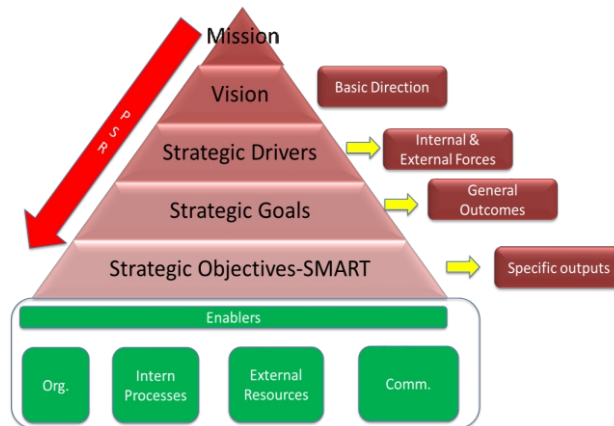 Mission
PSR
Vision
Basic Direction
Strategic Drivers
Internal &
External Forces
Strategic Goals
General
Outcomes
Strategic Objectives-SMART
Specific outputs
Enablers
Org.
Intern
Processes
External
Resources
Comm.